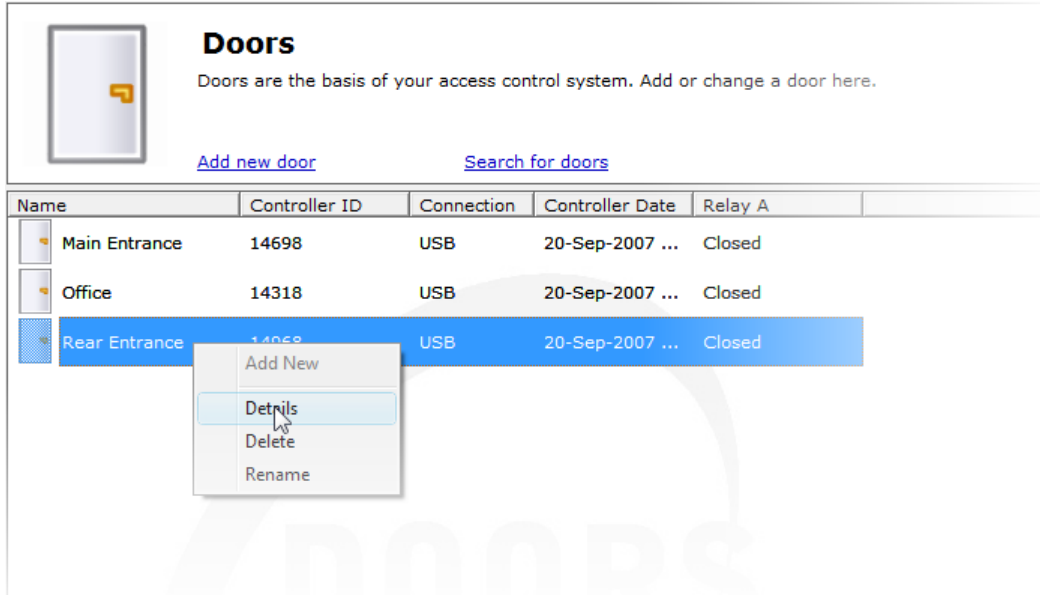 Doors
Doors are the basis of your access control system. Add or change a door here.
Add new door Search for doors
Name Controller ID Connection Controller Date Relay A
Main Entrance 14698 USB 20-Sep-2007 ... Closed
Office 14318 USB 20-Sep-2007 ... Closed
Rear Entrance 14968 USB 20-Sep-2007 ... Closed
Add New
Details
Delete
Rename
DOORS